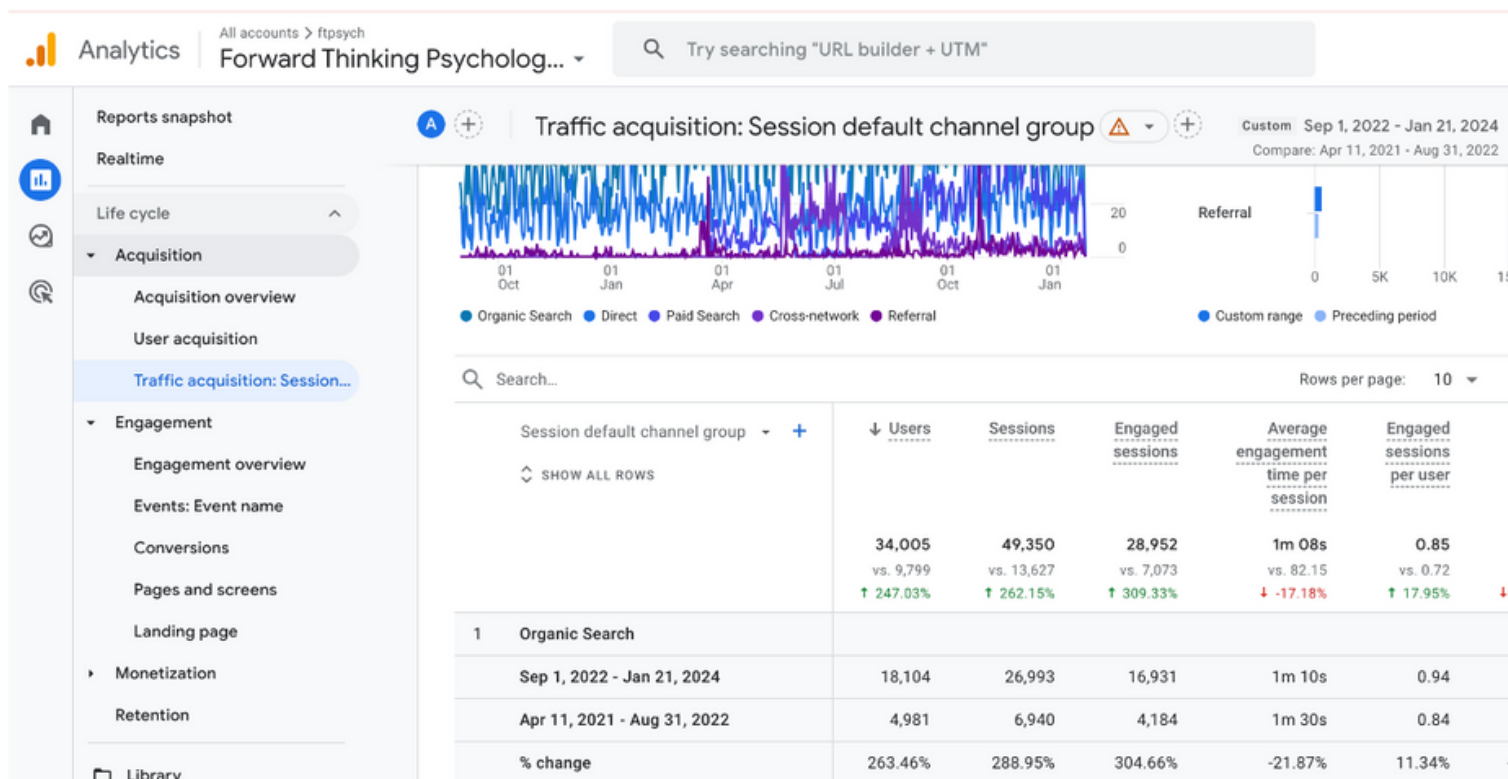 Analytics
All accounts > ftpsych
Forward Thinking Psycholog...
Try searching "URL builder + UTM"
Reports snapshot
Realtime
Life cycle
Acquisition
Acquisition overview
User acquisition
Traffic acquisition: Session...
Engagement
Engagement overview
Events: Event name
Conversions
Pages and screens
Landing page
Monetization
Retention
Library
A
Traffic acquisition: Session default channel group
Custom Sep 1, 2022 - Jan 21, 2024
Compare: Apr 11, 2021 - Aug 31, 2022
20
0
01 Oct
01 Jan
01 Apr
01 Jul
01 Oct
01 Jan
Organic Search Direct Paid Search Cross-network Referral
Referral
0 5K 10K
Custom range Preceding period
Search...
Rows per page: 10
Session default channel group
SHOW ALL ROWS
Users
Sessions
Engaged sessions
Average engagement time per session
Engaged sessions per user
34,005 49,350 28,952 1m 08s 0.85
vs. 9,799 vs. 13,627 vs. 7,073 vs. 82.15 vs. 0.72
↑ 247.03% ↑ 262.15% ↑ 309.33% ↓ -17.18% ↑ 17.95%
1 Organic Search
Sep 1, 2022 - Jan 21, 2024 18,104 26,993 16,931 1m 10s 0.94
Apr 11, 2021 - Aug 31, 2022 4,981 6,940 4,184 1m 30s 0.84
% change 263.46% 288.95% 304.66% -21.87% 11.34%